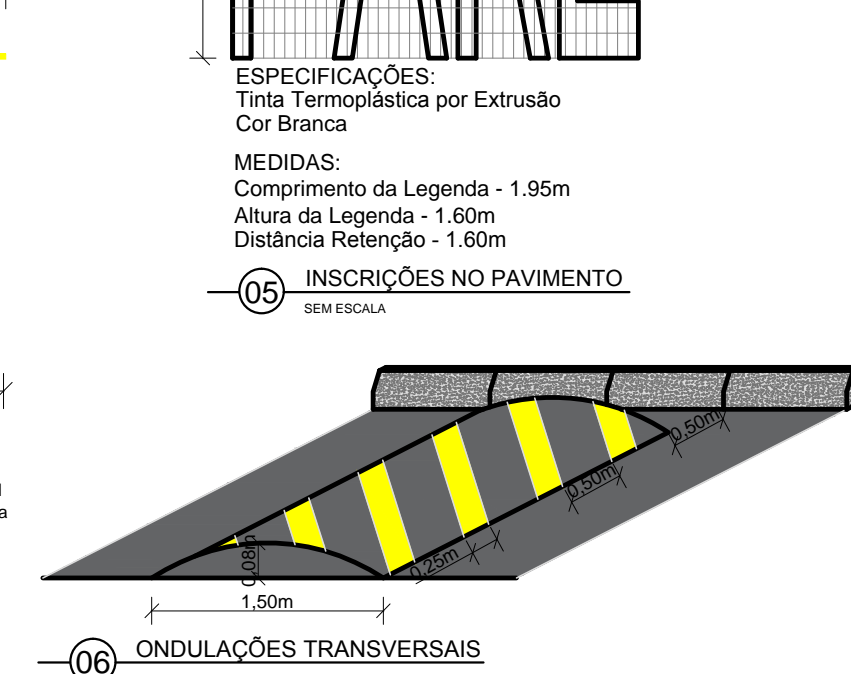 ESPECIFICAÇÕES:
Tinta Termoplástica por Extrusão
Cor Branca
MEDIDAS:
Comprimento da Legenda - 1.95m
Altura da Legenda - 1.60m
Distância Retenção - 1.60m
05 INSCRIÇÕES NO PAVIMENTO
SEM ESCALA
0,50m
0,50m
a
0,25m
0,08m
1,50m
06 ONDULAÇÕES TRANSVERSAIS